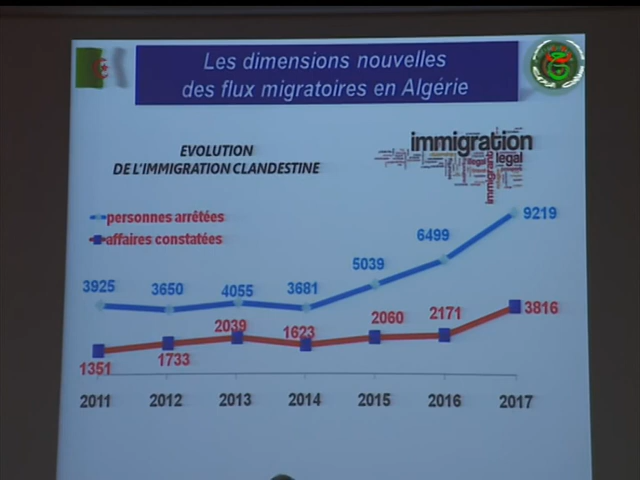 Les dimensions nouvelles
des flux migratoires en Algérie
EVOLUTION
DE L'IMMIGRATION CLANDESTINE
immigration
illegal legal
immigrants
personnes arrêtées
affaires constatées
3925 3650 4055 3681 5039 6499 9219
1351 1733 2039 1623 2060 2171 3816
2011 2012 2013 2014 2015 2016 2017